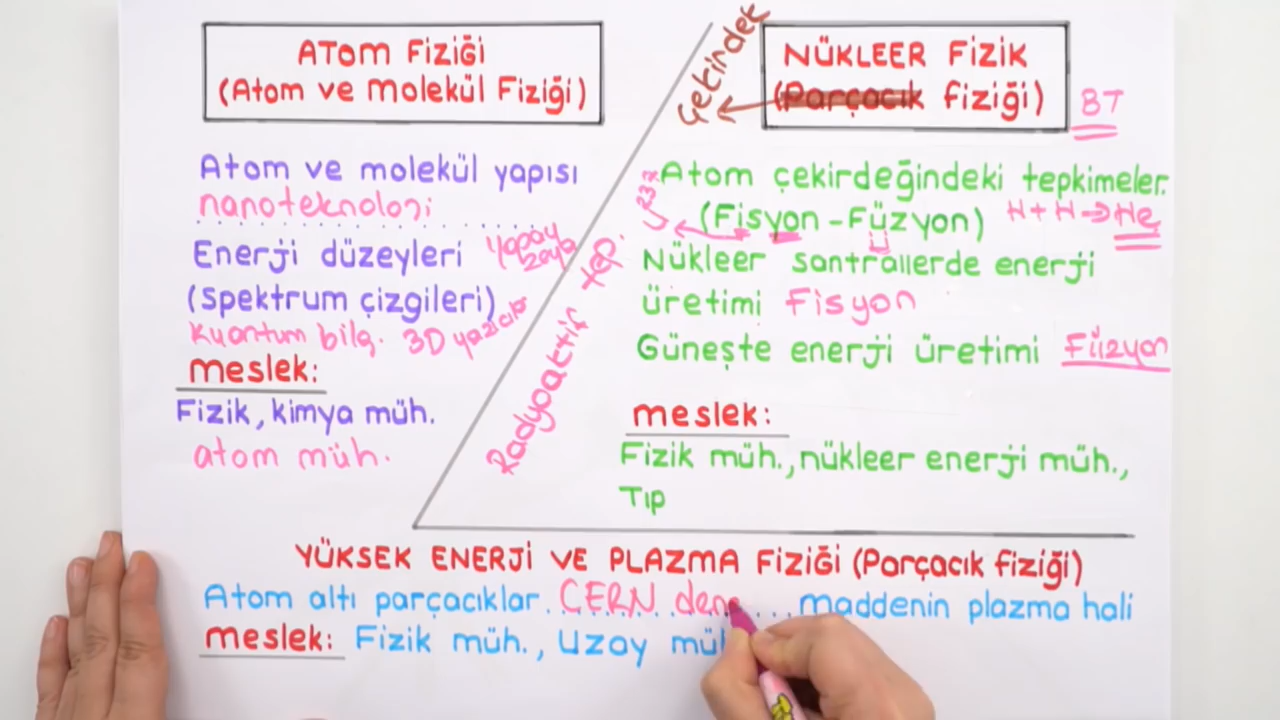 ATOM FİZİĞİ
(Atom ve Molekül Fiziği)
Atom ve molekül yapısı
nanoteknoloji
Enerji düzeyleri yapay zeka
(Spektrum çizgileri)
Kuantum bilg. 3D yazıcılar
meslek:
Fizik, kimya müh.
atom müh.
Radyoaktif tep.
Çekirdek
NÜKLEER FİZİK
(Parçacık fiziği) BT
Atom çekirdeğindeki tepkimeler.
(Fisyon-Füzyon) H+H→He
Nükleer santrallerde enerji
üretimi Fisyon
Güneşte enerji üretimi Füzyon
meslek:
Fizik müh., nükleer enerji müh.,
Tıp
YÜKSEK ENERJİ VE PLAZMA FİZİĞİ (Parçacık fiziği)
Atom altı parçacıklar. CERN dene... maddenin plazma hali
meslek: Fizik müh., Uzay mü